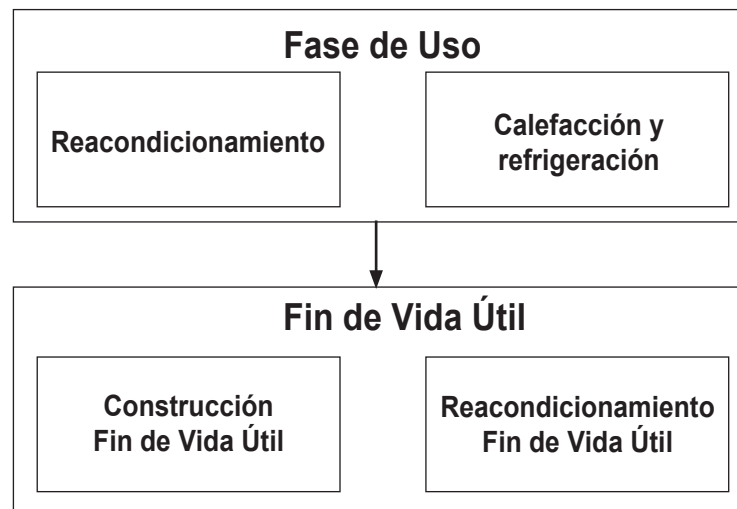 Fase de Uso
Reacondicionamiento
Calefacción y
refrigeración
Fin de Vida Útil
Construcción
Fin de Vida Útil
Reacondicionamiento
Fin de Vida Útil